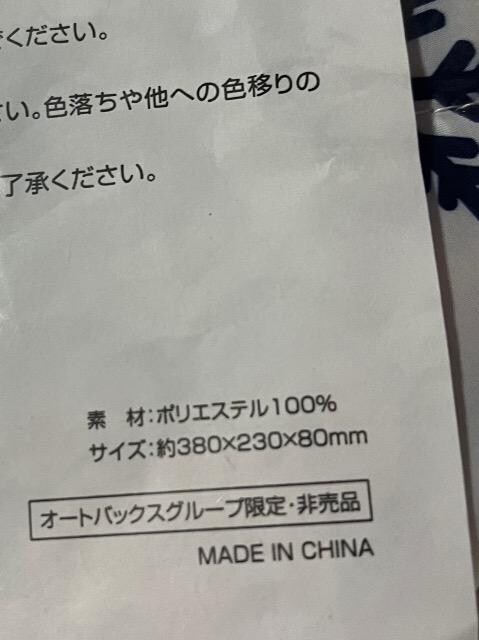 ください。
い。色落ちや他への色移りの
了承ください。
素　材：ポリエステル100%
サイズ：約380×230×80mm
オートバックスグループ限定・非売品
MADE IN CHINA